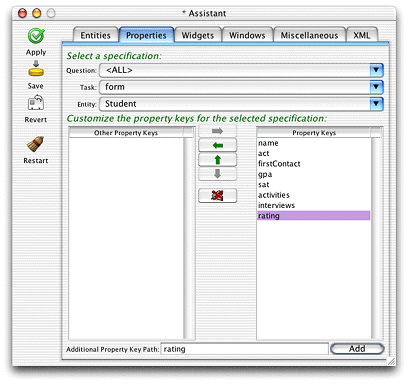 * Assistant
Entities Properties Widgets Windows Miscellaneous XML
Apply
Save
Revert
Restart
Select a specification:
Question: <ALL>
Task: form
Entity: Student
Customize the property keys for the selected specification:
Other Property Keys
Property Keys
name
act
firstContact
gpa
sat
activities
interviews
rating
Additional Property Key Path: rating Add